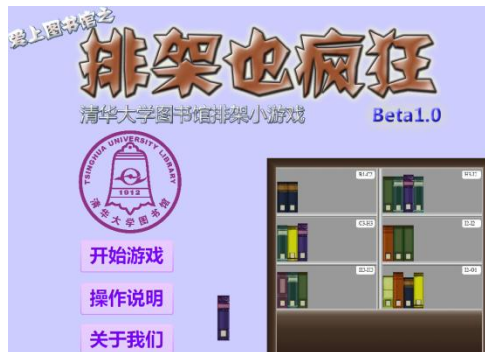 爱上图书馆之
排架也疯狂
清华大学图书馆排架小游戏
Beta1.0
TSINGHUA UNIVERSITY LIBRARY
1912
清华大学图书馆
开始游戏
操作说明
关于我们